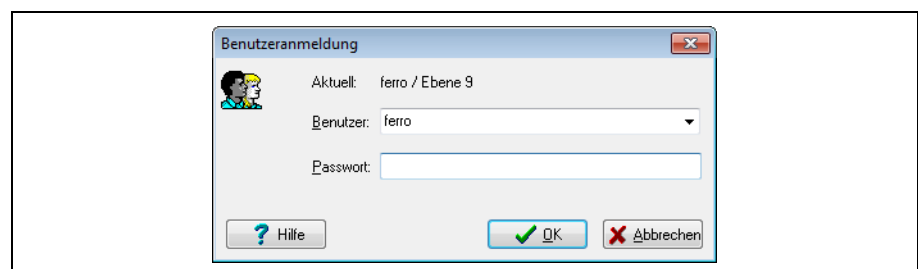 Benutzeranmeldung
Aktuell: ferro / Ebene 9
Benutzer: ferro
Passwort:
Hilfe OK Abbrechen